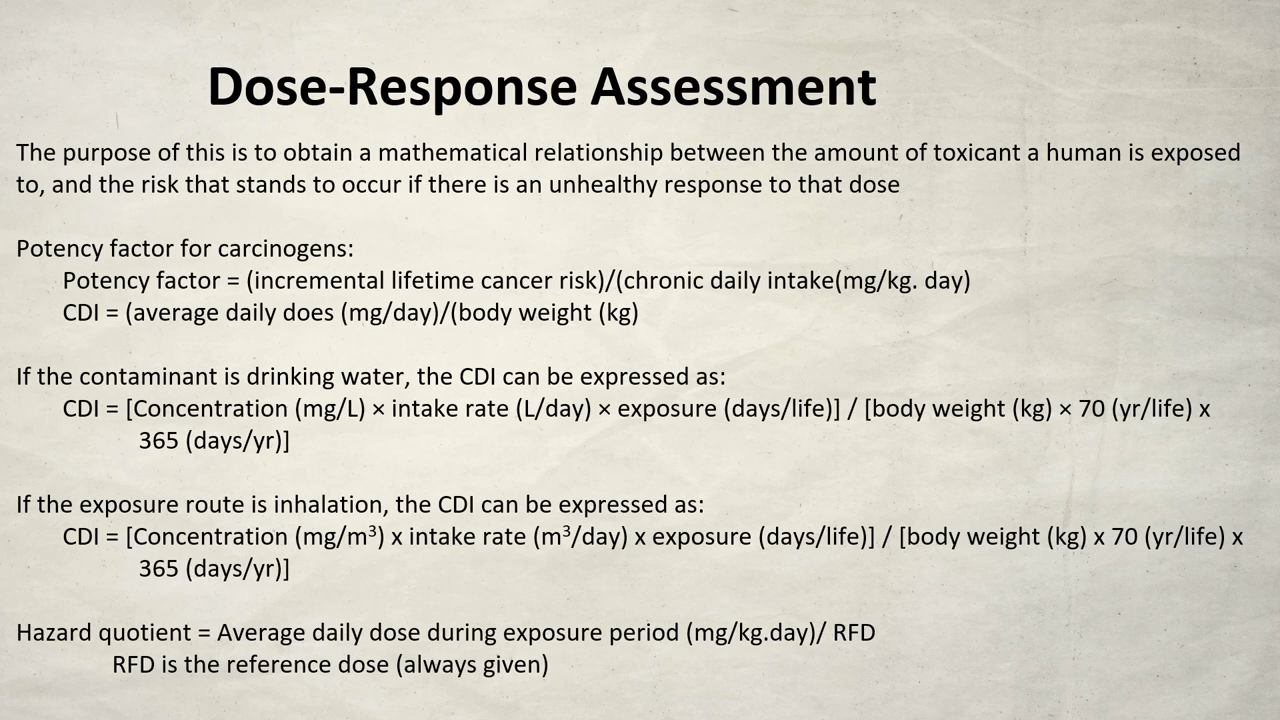 Dose-Response Assessment
The purpose of this is to obtain a mathematical relationship between the amount of toxicant a human is exposed
to, and the risk that stands to occur if there is an unhealthy response to that dose
Potency factor for carcinogens:
Potency factor = (incremental lifetime cancer risk)/(chronic daily intake(mg/kg. day)
CDI = (average daily does (mg/day)/(body weight (kg)
If the contaminant is drinking water, the CDI can be expressed as:
CDI = [Concentration (mg/L) × intake rate (L/day) × exposure (days/life)] / [body weight (kg) × 70 (yr/life) x
365 (days/yr)]
If the exposure route is inhalation, the CDI can be expressed as:
CDI = [Concentration (mg/m³) x intake rate (m³/day) x exposure (days/life)] / [body weight (kg) x 70 (yr/life) x
365 (days/yr)]
Hazard quotient = Average daily dose during exposure period (mg/kg.day)/ RFD
RFD is the reference dose (always given)